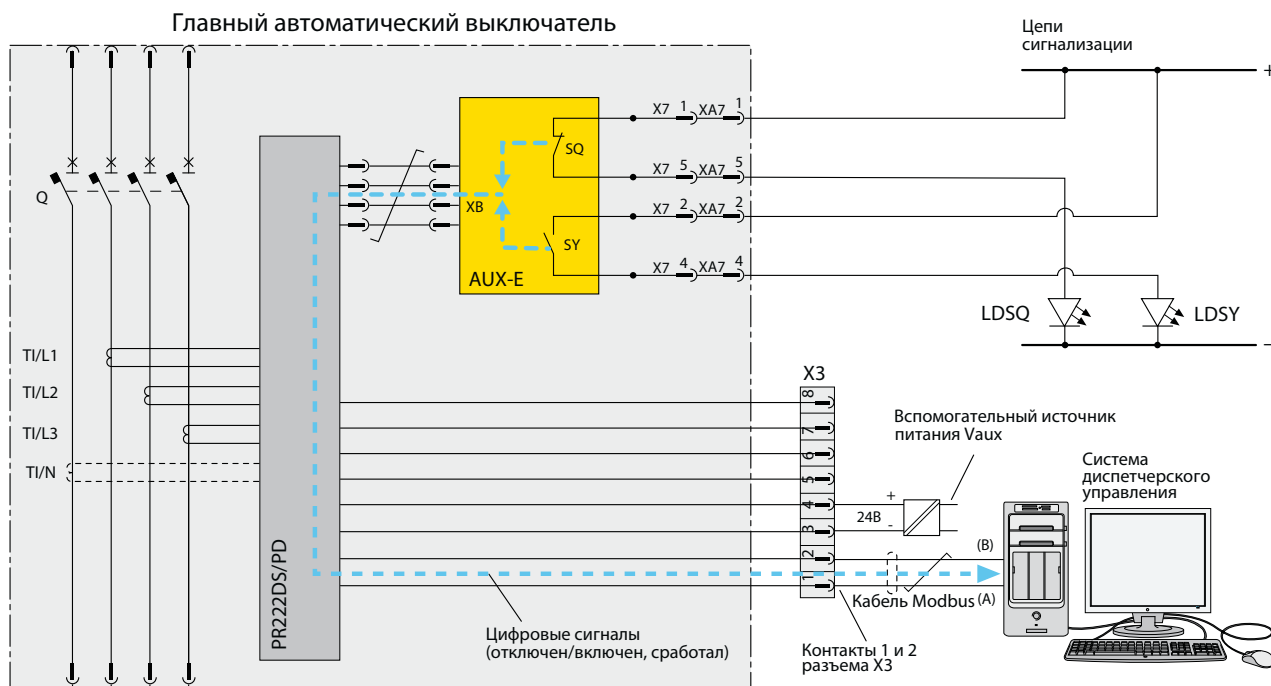 Главный автоматический выключатель
Цепи
сигнализации
+
X7 1 XA7 1
SQ
X7 5 XA7 5
Q
XB
X7 2 XA7 2
SY
X7 4 XA7 4
AUX-E
LDSQ
LDSY
–
TI/L1
TI/L2
TI/L3
TI/N
PR222DS/PD
X3
8
7
6
5
4
3
2
1
Вспомогательный источник
питания Vaux
+
24В
-
Система
диспетчерского
управления
(B)
Кабель Modbus (A)
Цифровые сигналы
(отключен/включен, сработал)
Контакты 1 и 2
разъема X3